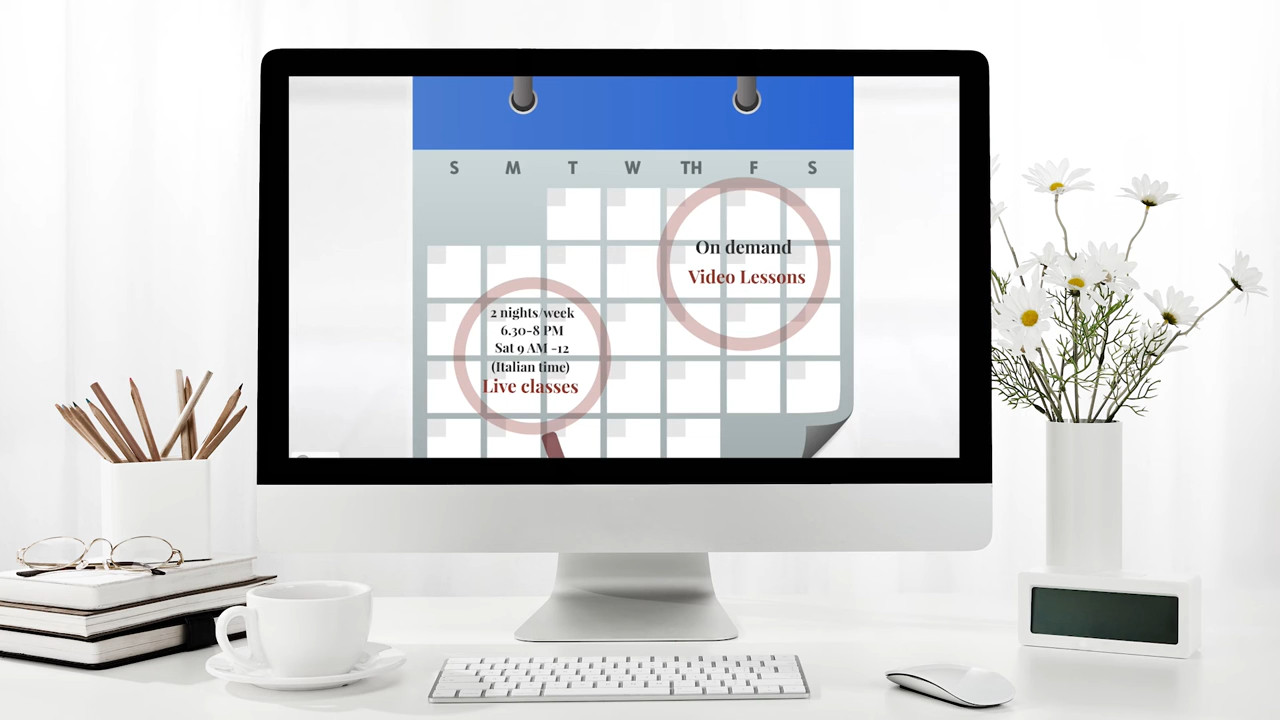 S M T W TH F S
On demand
Video Lessons
2 nights/week
6.30-8 PM
Sat 9 AM -12
(Italian time)
Live classes